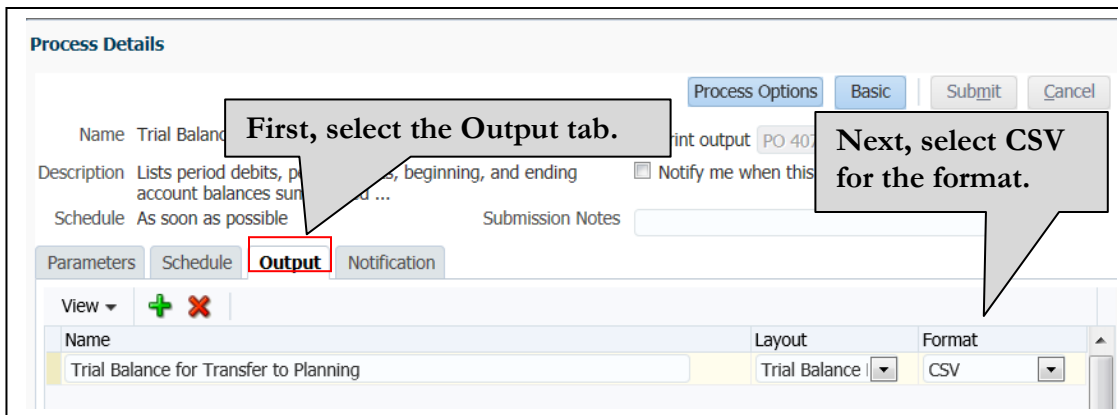 Process Details
Process Options Basic Submit Cancel
Name Trial Balanc
First, select the Output tab.
rint output PO 407
Next, select CSV
for the format.
Description Lists period debits, beginning, and ending
Notify me when this
account balances
Schedule As soon as possible
Submission Notes
Parameters Schedule Output Notification
View
Name Layout Format
Trial Balance for Transfer to Planning Trial Balance CSV